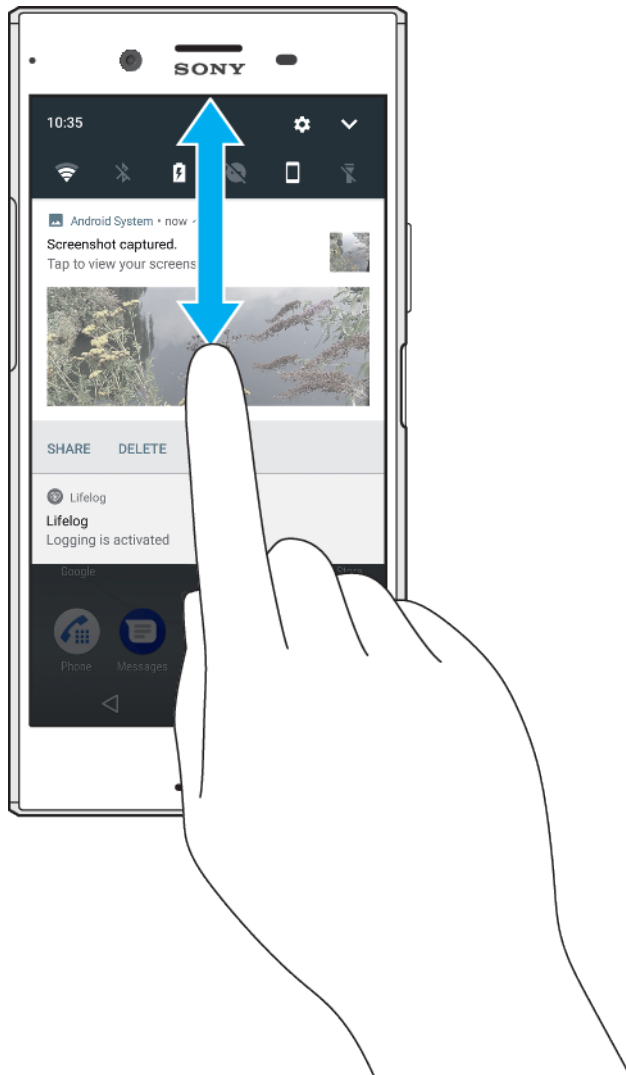 SONY
10:35
Android System • now
Screenshot captured.
Tap to view your screens
SHARE DELETE
Lifelog
Lifelog
Logging is activated
Google Store
Phone Messages